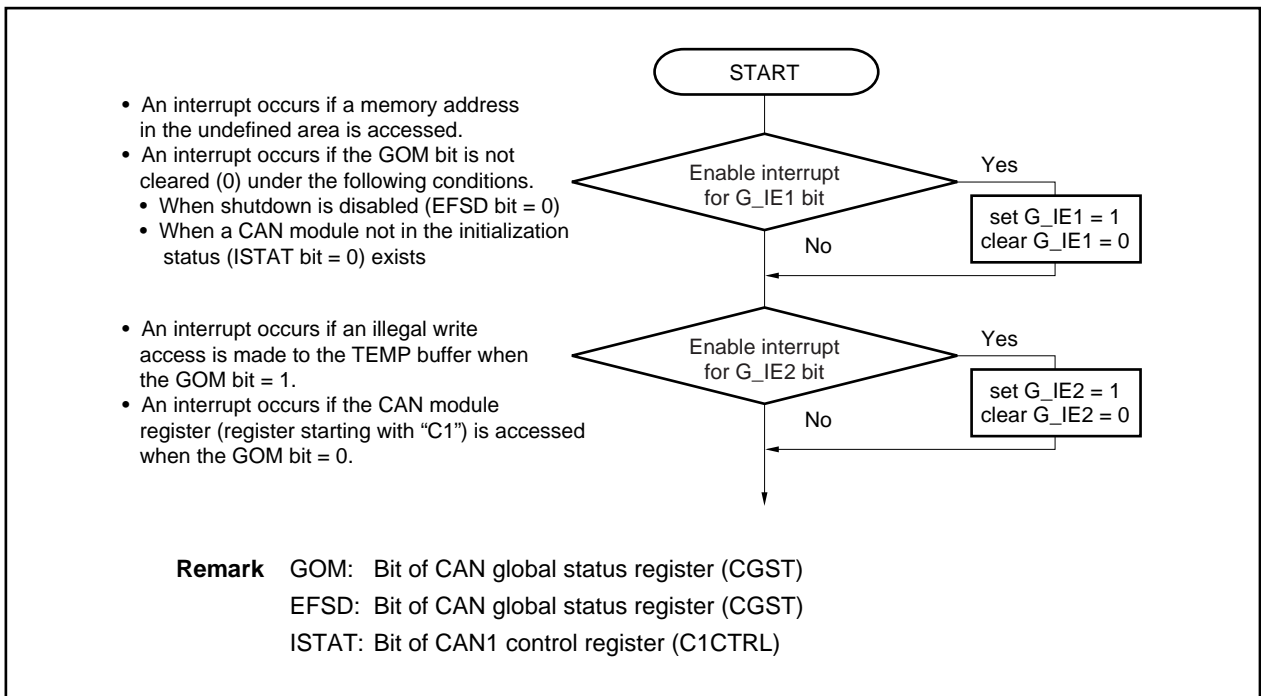 START
• An interrupt occurs if a memory address
in the undefined area is accessed.
• An interrupt occurs if the GOM bit is not
cleared (0) under the following conditions.
• When shutdown is disabled (EFSD bit = 0)
• When a CAN module not in the initialization
status (ISTAT bit = 0) exists
Enable interrupt
for G_IE1 bit
Yes
set G_IE1 = 1
clear G_IE1 = 0
No
• An interrupt occurs if an illegal write
access is made to the TEMP buffer when
the GOM bit = 1.
• An interrupt occurs if the CAN module
register (register starting with “C1”) is accessed
when the GOM bit = 0.
Enable interrupt
for G_IE2 bit
Yes
set G_IE2 = 1
clear G_IE2 = 0
No
Remark GOM: Bit of CAN global status register (CGST)
EFSD: Bit of CAN global status register (CGST)
ISTAT: Bit of CAN1 control register (C1CTRL)